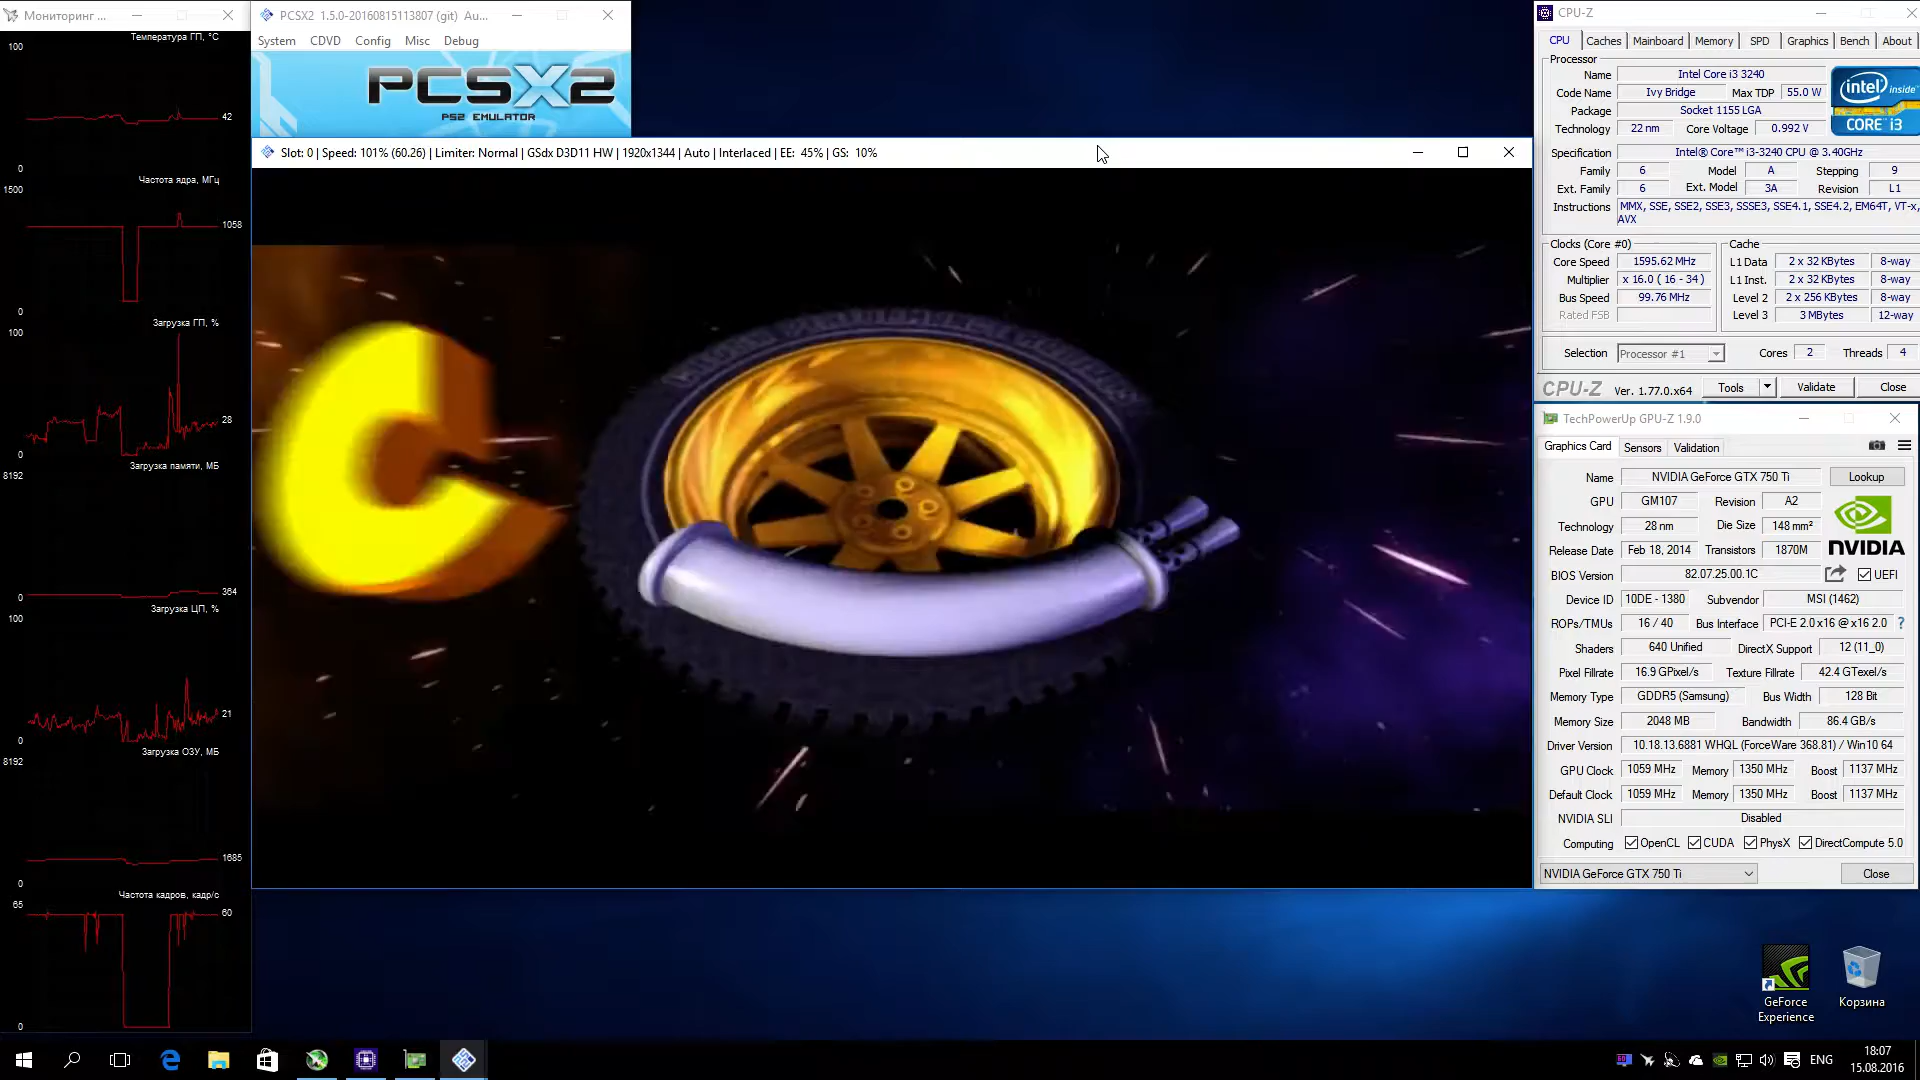 Мониторинг ...
Температура ГП, °C
100
42
0
Частота ядра, МГц
1500
1058
0
Загрузка ГП, %
100
28
0
Загрузка памяти, МБ
8192
364
0
Загрузка ЦП, %
100
21
0
Загрузка ОЗУ, МБ
8192
1685
0
Частота кадров, кадр/с
65
60
0
PCSX2 1.5.0-20160815113807 (git) Au...
System CDVD Config Misc Debug
PCSX2
PS2 EMULATOR
Slot: 0 | Speed: 101% (60.26) | Limiter: Normal | GSdx D3D11 HW | 1920x1344 | Auto | Interlaced | EE: 45% | GS: 10%
C
CPU-Z
CPU Caches Mainboard Memory SPD Graphics Bench About
Processor
Name Intel Core i3 3240
Code Name Ivy Bridge Max TDP 55.0 W
Package Socket 1155 LGA
Technology 22 nm Core Voltage 0.992 V
intel inside™
CORE i3
Specification Intel® Core™ i3-3240 CPU @ 3.40GHz
Family 6 Model A Stepping 9
Ext. Family 6 Ext. Model 3A Revision L1
Instructions MMX, SSE, SSE2, SSE3, SSSE3, SSE4.1, SSE4.2, EM64T, VT-x,
AVX
Clocks (Core #0) Cache
Core Speed 1595.62 MHz L1 Data 2 x 32 KBytes 8-way
Multiplier x 16.0 ( 16 - 34 ) L1 Inst. 2 x 32 KBytes 8-way
Bus Speed 99.76 MHz Level 2 2 x 256 KBytes 8-way
Rated FSB Level 3 3 MBytes 12-way
Selection Processor #1 Cores 2 Threads 4
CPU-Z Ver. 1.77.0.x64 Tools Validate Close
TechPowerUp GPU-Z 1.9.0
Graphics Card Sensors Validation
Name NVIDIA GeForce GTX 750 Ti Lookup
GPU GM107 Revision A2
Technology 28 nm Die Size 148 mm²
Release Date Feb 18, 2014 Transistors 1870M
NVIDIA
BIOS Version 82.07.25.00.1C UEFI
Device ID 10DE - 1380 Subvendor MSI (1462)
ROPs/TMUs 16 / 40 Bus Interface PCI-E 2.0 x16 @ x16 2.0 ?
Shaders 640 Unified DirectX Support 12 (11_0)
Pixel Fillrate 16.9 GPixel/s Texture Fillrate 42.4 GTexel/s
Memory Type GDDR5 (Samsung) Bus Width 128 Bit
Memory Size 2048 MB Bandwidth 86.4 GB/s
Driver Version 10.18.13.6881 WHQL (ForceWare 368.81) / Win10 64
GPU Clock 1059 MHz Memory 1350 MHz Boost 1137 MHz
Default Clock 1059 MHz Memory 1350 MHz Boost 1137 MHz
NVIDIA SLI Disabled
Computing OpenCL CUDA PhysX DirectCompute 5.0
NVIDIA GeForce GTX 750 Ti Close
GeForce
Experience
Корзина
ENG
18:07
15.08.2016